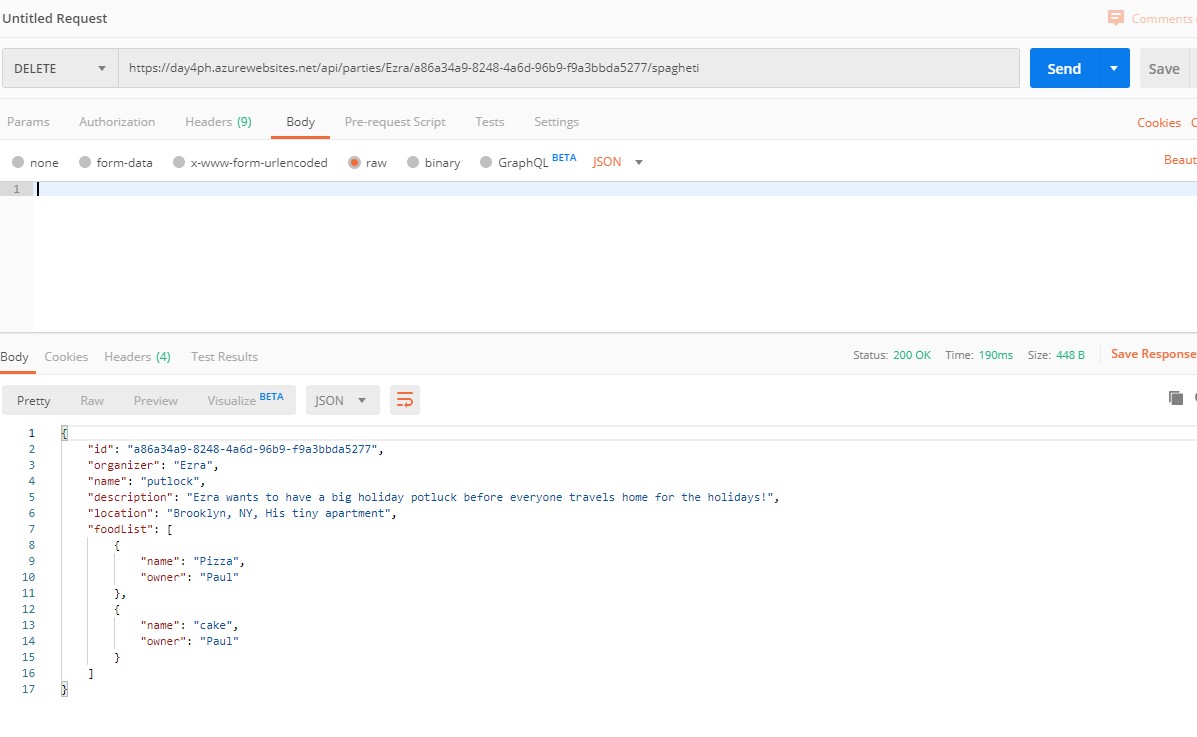 Untitled Request
Comments
DELETE https://day4ph.azurewebsites.net/api/parties/Ezra/a86a34a9-8248-4a6d-96b9-f9a3bbda5277/spagheti Send Save
Params Authorization Headers (9) Body Pre-request Script Tests Settings Cookies C
none form-data x-www-form-urlencoded raw binary GraphQL BETA JSON Beaut
1
Body Cookies Headers (4) Test Results Status: 200 OK Time: 190ms Size: 448 B Save Response
Pretty Raw Preview Visualize BETA JSON
1 {
2 "id": "a86a34a9-8248-4a6d-96b9-f9a3bbda5277",
3 "organizer": "Ezra",
4 "name": "putlock",
5 "description": "Ezra wants to have a big holiday potluck before everyone travels home for the holidays!",
6 "location": "Brooklyn, NY, His tiny apartment",
7 "foodList": [
8 {
9 "name": "Pizza",
10 "owner": "Paul"
11 },
12 {
13 "name": "cake",
14 "owner": "Paul"
15 }
16 ]
17 }